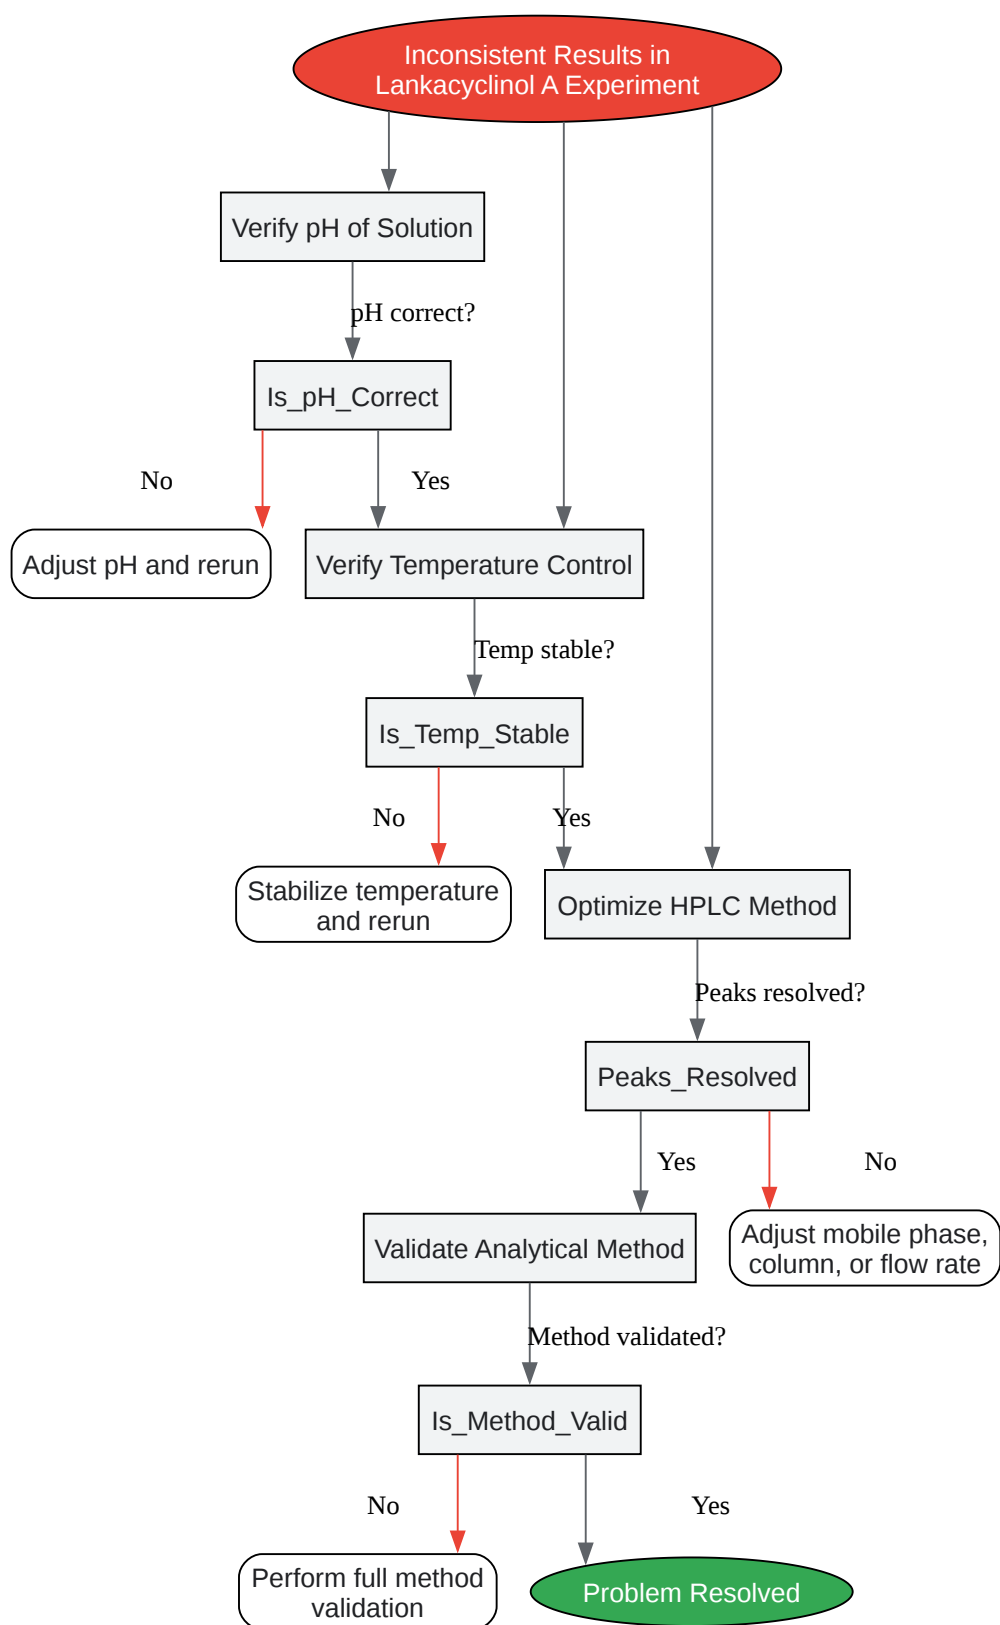 Inconsistent Results in
Lankacyclinol A Experiment
Verify pH of Solution
pH correct?
Is_pH_Correct
No
Yes
Adjust pH and rerun
Verify Temperature Control
Temp stable?
Is_Temp_Stable
No
Yes
Stabilize temperature
and rerun
Optimize HPLC Method
Peaks resolved?
Peaks_Resolved
Yes
No
Validate Analytical Method
Adjust mobile phase,
column, or flow rate
Method validated?
Is_Method_Valid
No
Yes
Perform full method
validation
Problem Resolved